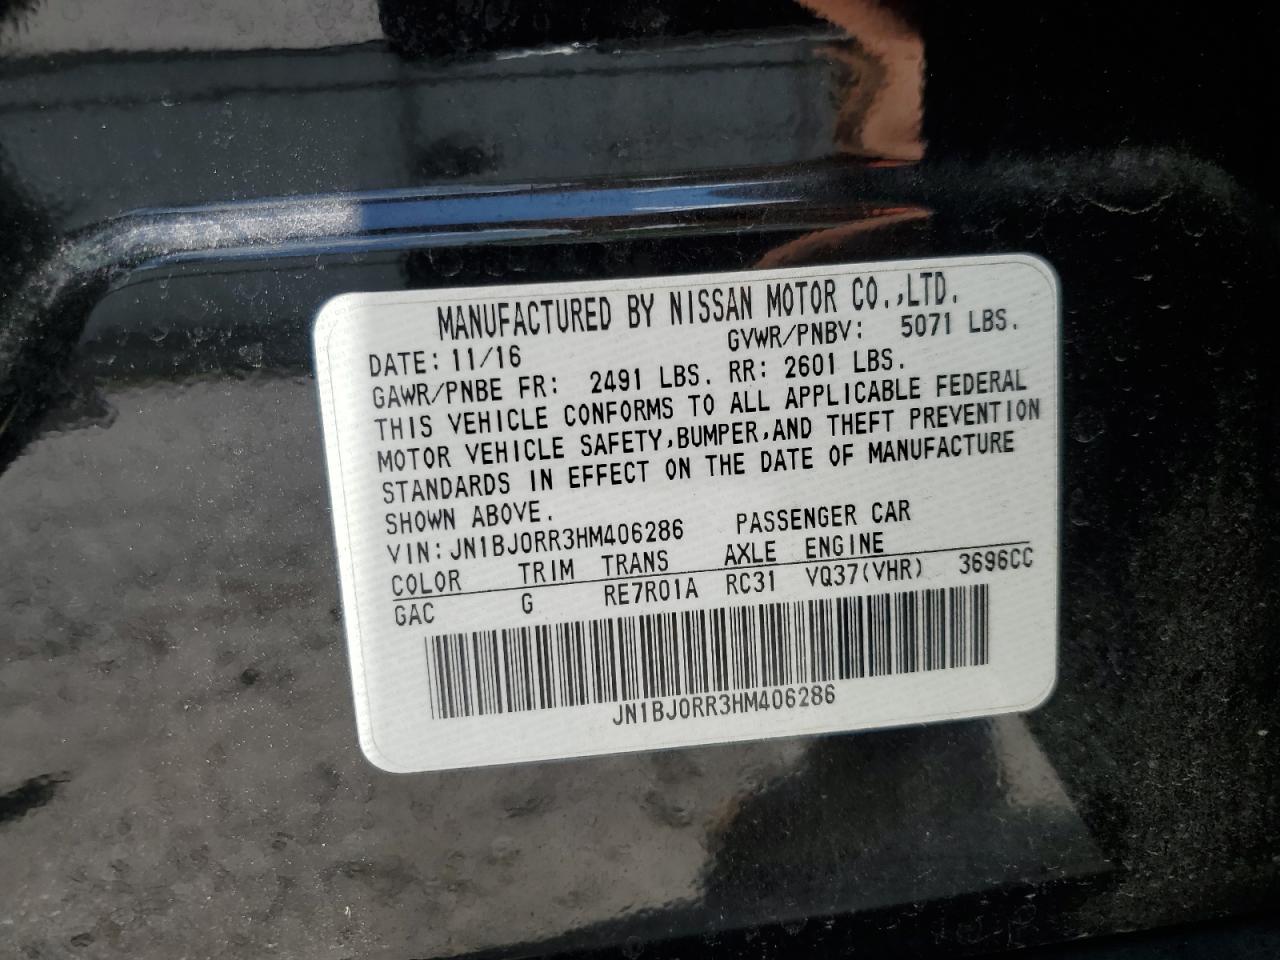 MANUFACTURED BY NISSAN MOTOR CO.,LTD.
DATE: 11/16 GVWR/PNBV: 5071 LBS.
GAWR/PNBE FR: 2491 LBS. RR: 2601 LBS.
THIS VEHICLE CONFORMS TO ALL APPLICABLE FEDERAL
MOTOR VEHICLE SAFETY,BUMPER,AND THEFT PREVENTION
STANDARDS IN EFFECT ON THE DATE OF MANUFACTURE
SHOWN ABOVE.
VIN: JN1BJ0RR3HM406286 PASSENGER CAR
COLOR TRIM TRANS AXLE ENGINE
GAC G RE7R01A RC31 VQ37(VHR) 3696CC
JN1BJ0RR3HM406286